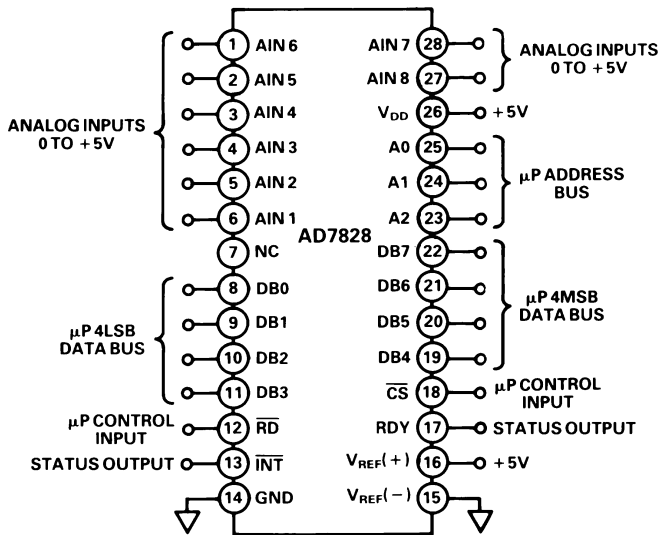 ANALOG INPUTS
0 TO +5V
1 AIN 6
2 AIN 5
3 AIN 4
4 AIN 3
5 AIN 2
6 AIN 1
7 NC
μP 4LSB
DATA BUS
8 DB0
9 DB1
10 DB2
11 DB3
μP CONTROL
INPUT
12 R̅D̅
STATUS OUTPUT
13 I̅N̅T̅
14 GND
AD7828
AIN 7 28
AIN 8 27
ANALOG INPUTS
0 TO +5V
VDD 26 +5V
A0 25
A1 24
A2 23
μP ADDRESS
BUS
DB7 22
DB6 21
DB5 20
DB4 19
μP 4MSB
DATA BUS
C̅S̅ 18
μP CONTROL
INPUT
RDY 17 STATUS OUTPUT
VREF(+) 16 +5V
VREF(−) 15